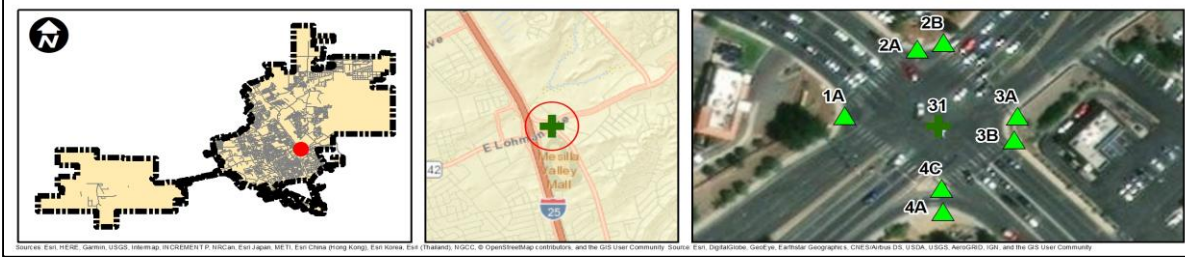 N
Ave
E Lohman Ave
Mesilla
Valley
Mall
42
25
2B
2A
1A
31
3A
3B
4C
4A
Sources: Esri, HERE, Garmin, USGS, Intermap, INCREMENT P, NRCan, Esri Japan, METI, Esri China (Hong Kong), Esri Korea, Esri (Thailand), NGCC, © OpenStreetMap contributors, and the GIS User Community Source: Esri, DigitalGlobe, GeoEye, Earthstar Geographics, CNES/Airbus DS, USDA, USGS, AeroGRID, IGN, and the GIS User Community